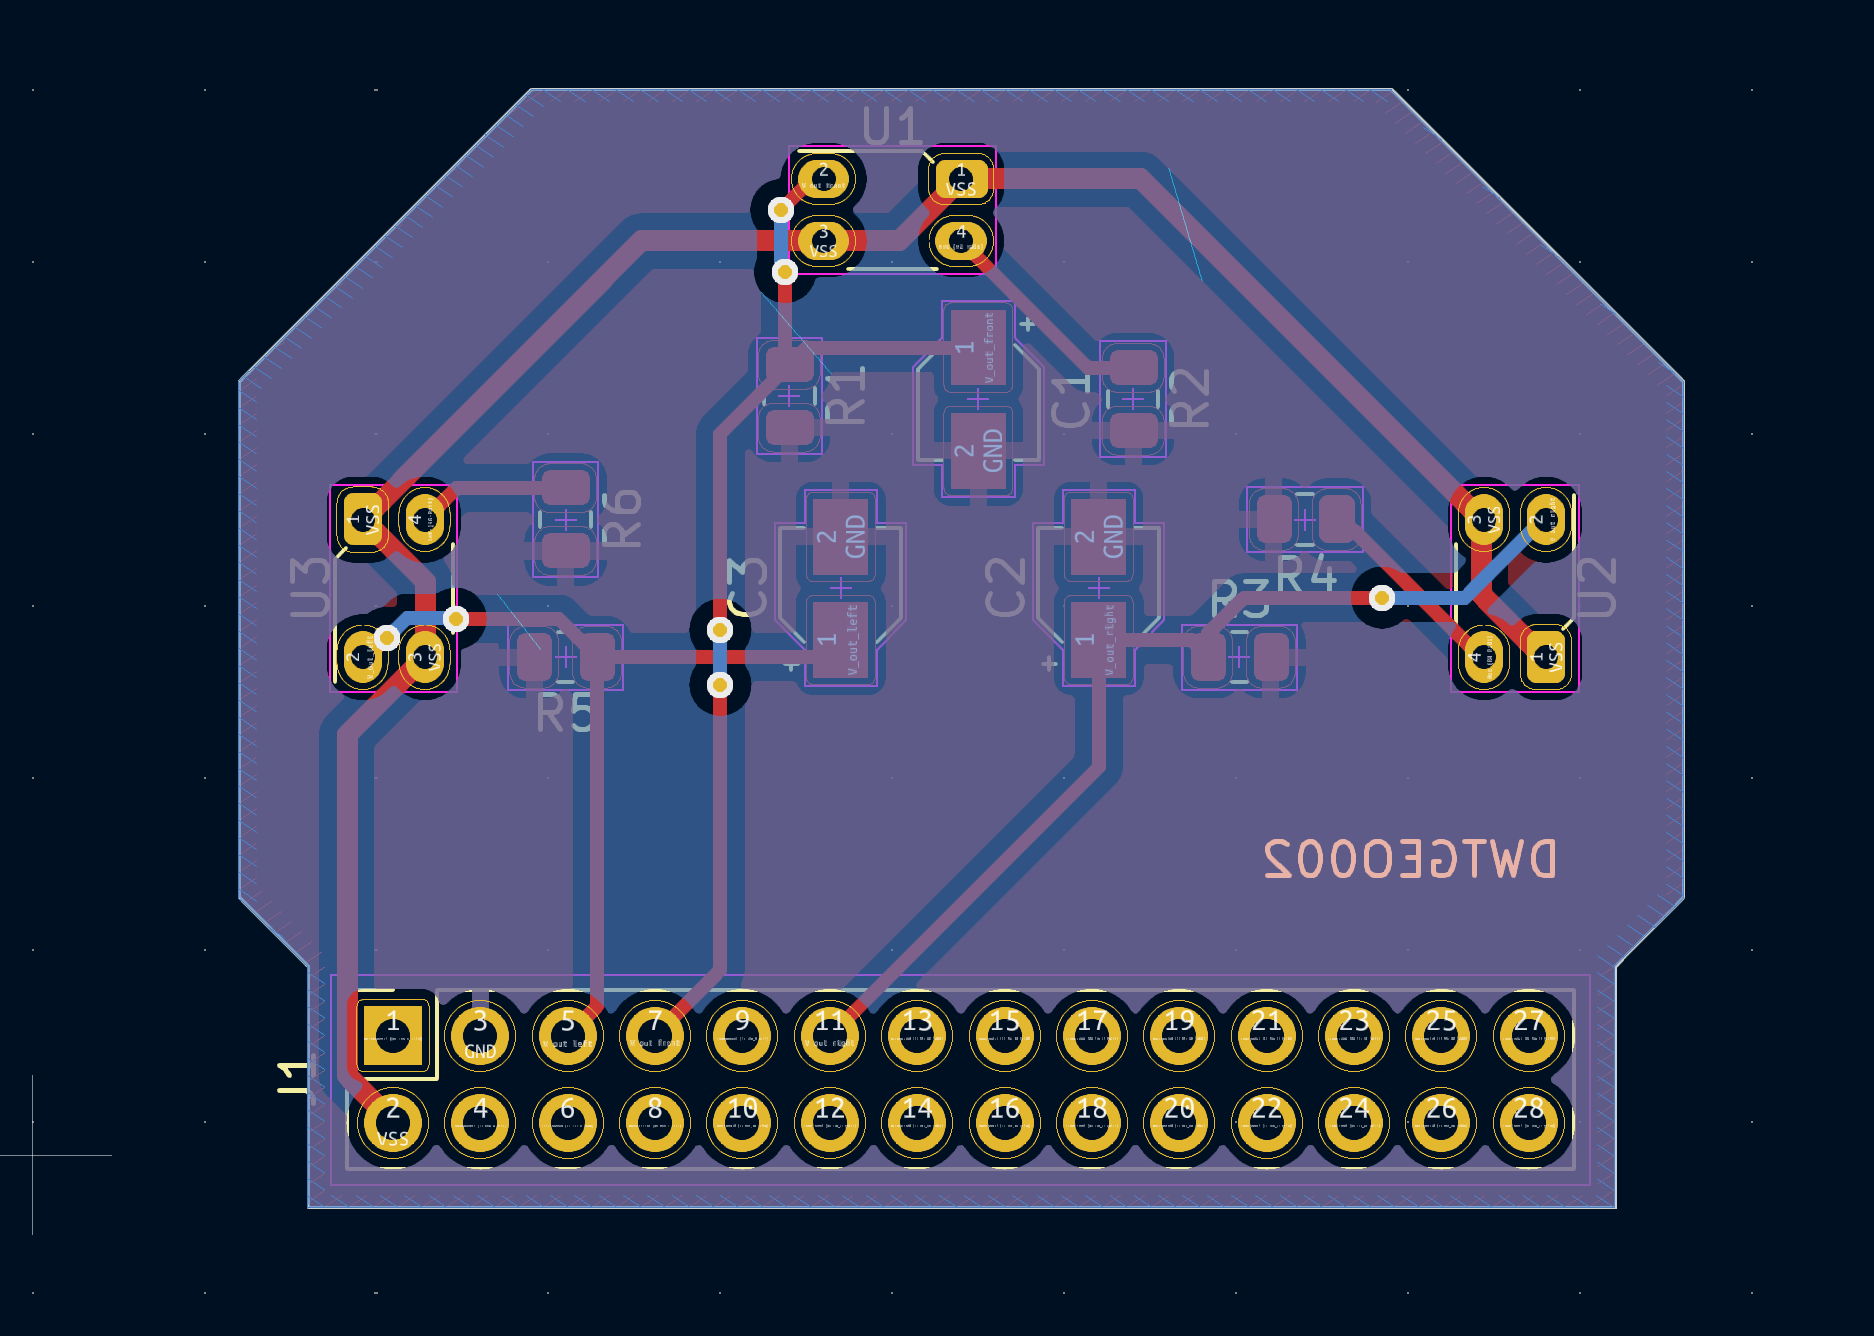 U1
2
V_out_front
1
VSS
3
VSS
4
1
V_out_front
+
R1
C1
R2
2
GND
1
VSS
4
R6
2
GND
2
GND
3
VSS
2
U3
C3
C2
R4
R3
U2
2
3
VSS
1
V_out_left
+
1
V_out_right
+
4
1
VSS
R5
DWTGEO002
J1
1
3
GND
5
V_out_left
7
V_out_front
9
11
V_out_right
13
15
17
19
21
23
25
27
2
VSS
4
6
8
10
12
14
16
18
20
22
24
26
28